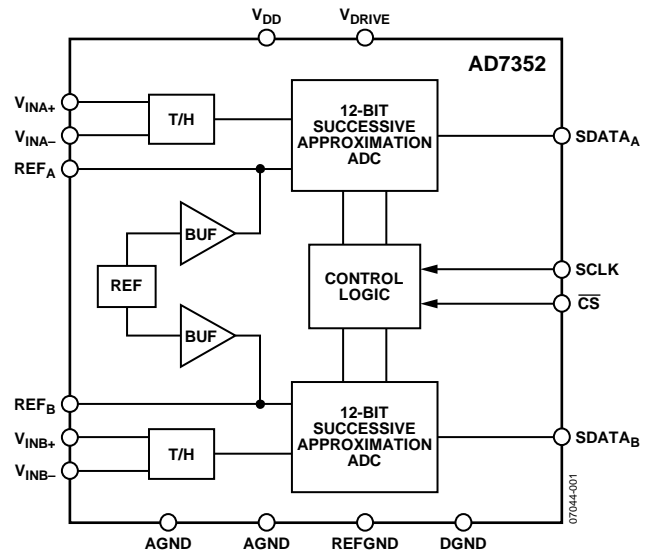 VDD
VDRIVE
AD7352
VINA+
VINA–
REFA
T/H
12-BIT
SUCCESSIVE
APPROXIMATION
ADC
SDATAA
BUF
REF
BUF
CONTROL
LOGIC
SCLK
CS
REFB
VINB+
VINB–
T/H
12-BIT
SUCCESSIVE
APPROXIMATION
ADC
SDATAB
07044-001
AGND
AGND
REFGND
DGND